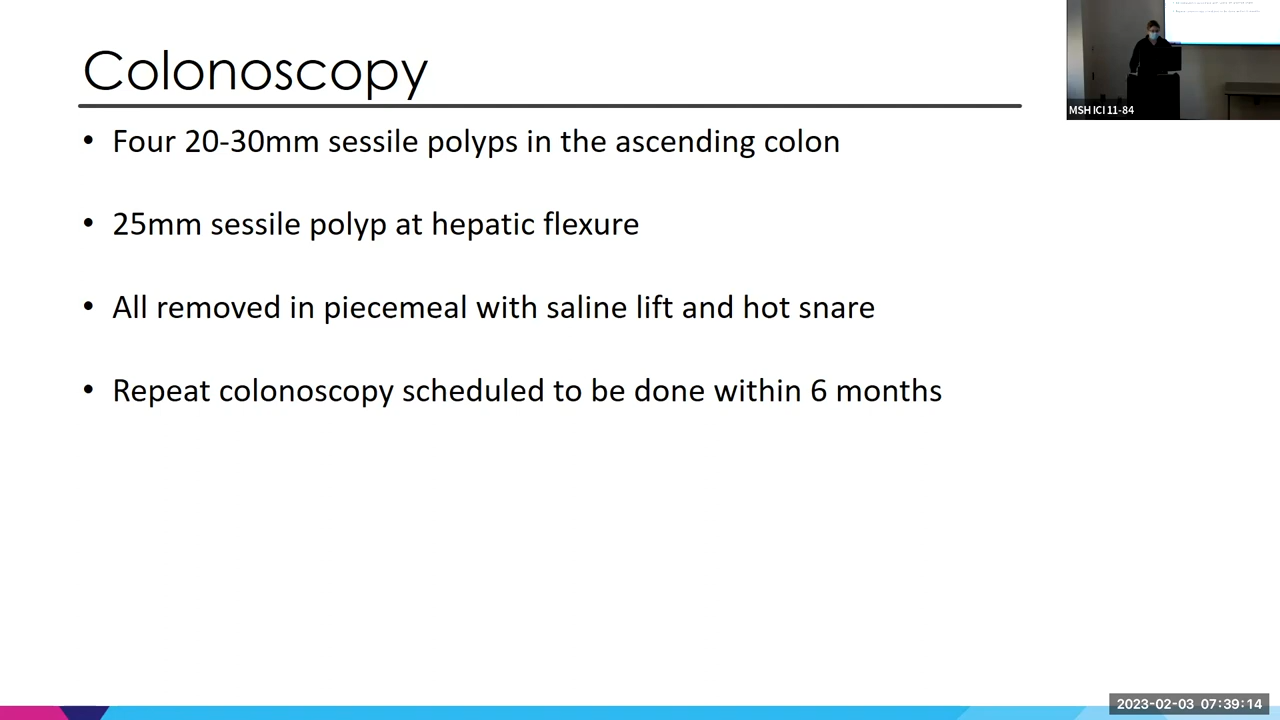 Colonoscopy
• Four 20-30mm sessile polyps in the ascending colon
• 25mm sessile polyp at hepatic flexure
• All removed in piecemeal with saline lift and hot snare
• Repeat colonoscopy scheduled to be done within 6 months
MSH ICI 11-84
2023-02-03 07:39:14